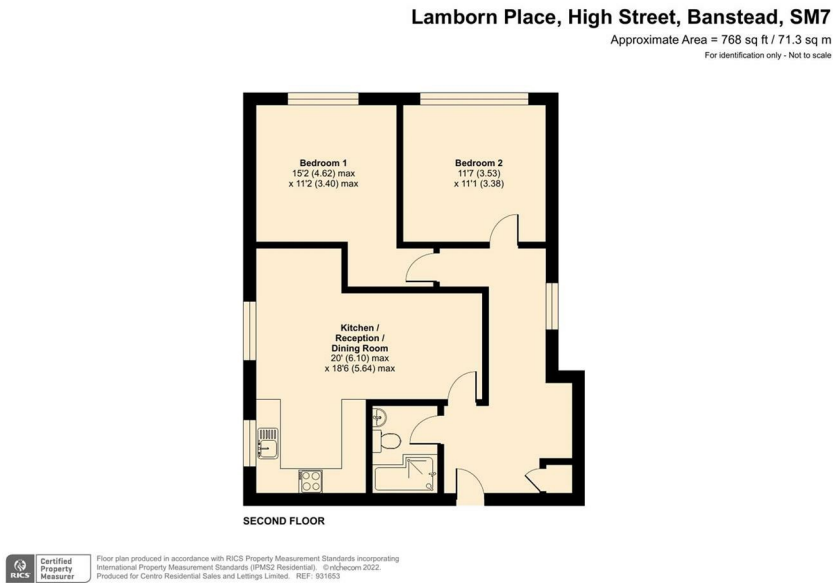 Lamborn Place, High Street, Banstead, SM7
Approximate Area = 768 sq ft / 71.3 sq m
For identification only - Not to scale
Bedroom 1
15'2 (4.62) max
x 11'2 (3.40) max
Bedroom 2
11'7 (3.53)
x 11'1 (3.38)
Kitchen /
Reception /
Dining Room
20' (6.10) max
x 18'6 (5.64) max
SECOND FLOOR
RICS
Certified
Property
Measurer
Floor plan produced in accordance with RICS Property Measurement Standards incorporating
International Property Measurement Standards (IPMS2 Residential). © ntchecom 2022.
Produced for Centro Residential Sales and Lettings Limited. REF: 931653